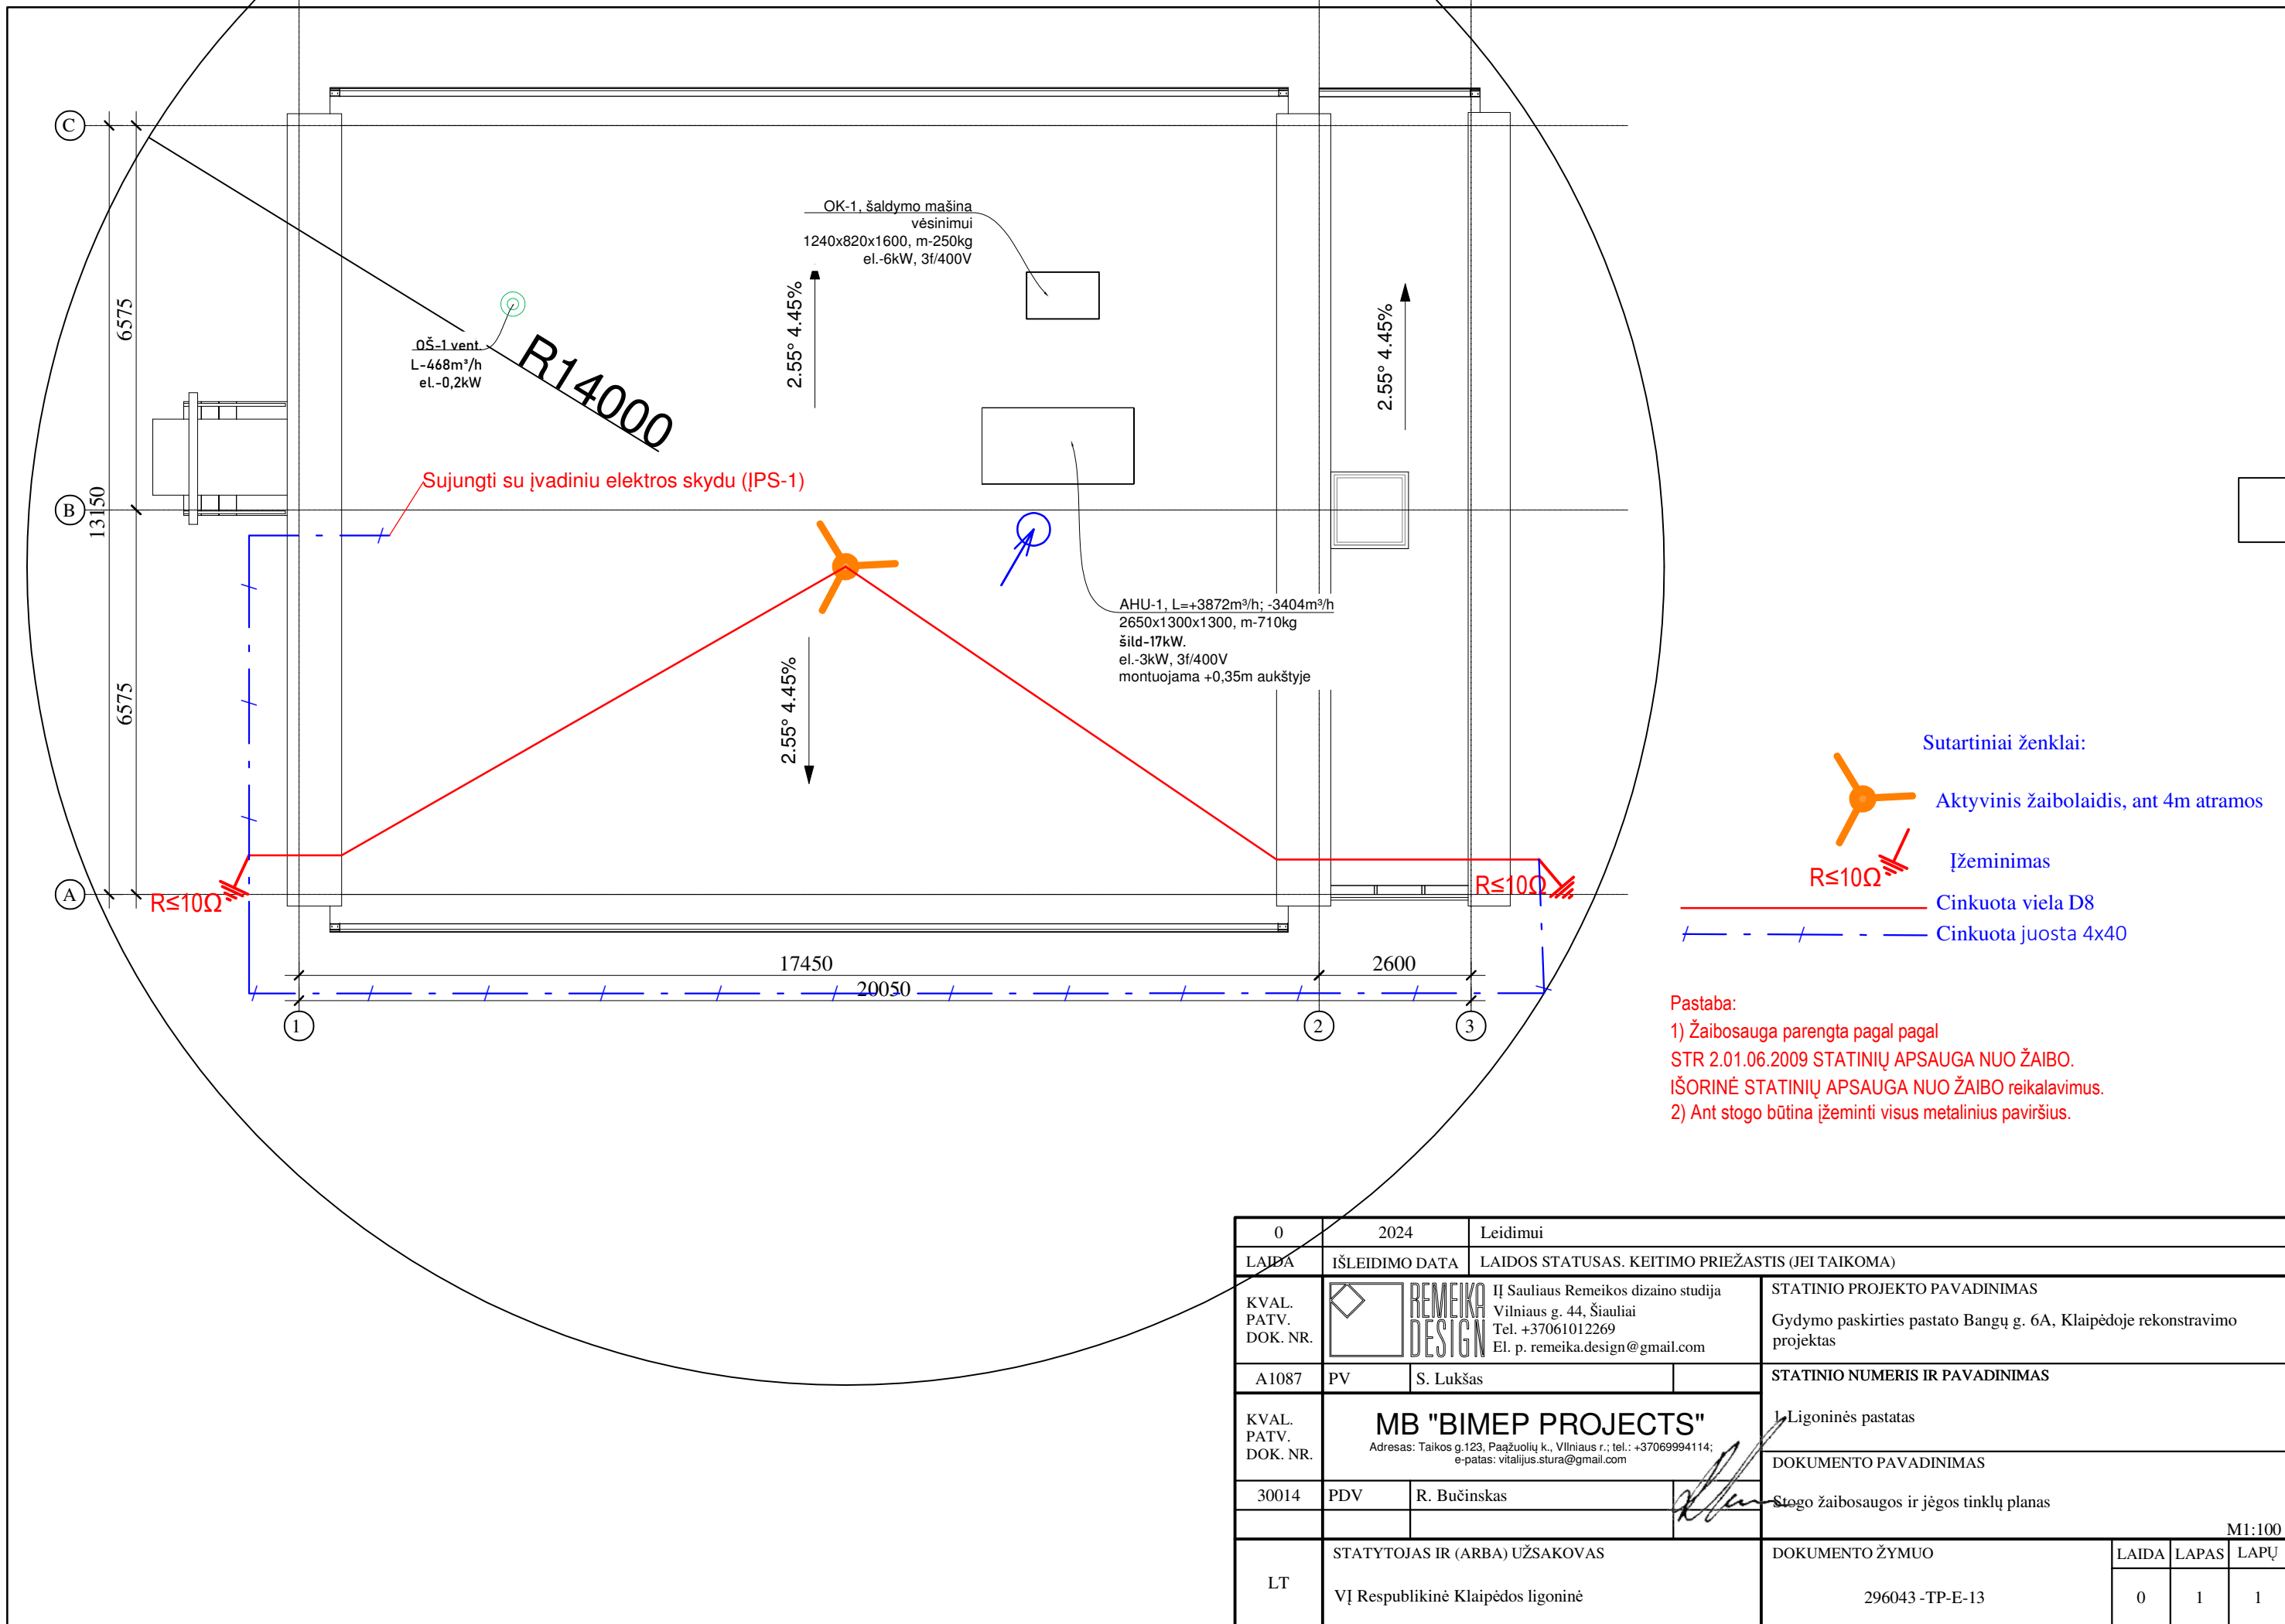 C
B
A
6575
13150
6575
OK-1, šaldymo mašina
vėsinimui
1240x820x1600, m-250kg
el.-6kW, 3f/400V
OŠ-1 vent.
L-468m³/h
el.-0,2kW
R14000
2.55° 4.45%
2.55° 4.45%
2.55° 4.45%
Sujungti su įvadiniu elektros skydu (ĮPS-1)
AHU-1, L=+3872m³/h; -3404m³/h
2650x1300x1300, m-710kg
šild-17kW.
el.-3kW, 3f/400V
montuojama +0,35m aukštyje
R≤10Ω
R≤10Ω
17450
2600
20050
1
2
3
Sutartiniai ženklai:
Aktyvinis žaibolaidis, ant 4m atramos
R≤10Ω
Įžeminimas
Cinkuota viela D8
Cinkuota juosta 4x40
Pastaba:
1) Žaibosauga parengta pagal pagal
STR 2.01.06.2009 STATINIŲ APSAUGA NUO ŽAIBO.
IŠORINĖ STATINIŲ APSAUGA NUO ŽAIBO reikalavimus.
2) Ant stogo būtina įžeminti visus metalinius paviršius.
0 2024 Leidimui
LAIDA IŠLEIDIMO DATA LAIDOS STATUSAS. KEITIMO PRIEŽASTIS (JEI TAIKOMA)
KVAL.
PATV.
DOK. NR.
REMEIKA
DESIGN
IĮ Sauliaus Remeikos dizaino studija
Vilniaus g. 44, Šiauliai
Tel. +37061012269
El. p. remeika.design@gmail.com
STATINIO PROJEKTO PAVADINIMAS
Gydymo paskirties pastato Bangų g. 6A, Klaipėdoje rekonstravimo
projektas
A1087 PV S. Lukšas
STATINIO NUMERIS IR PAVADINIMAS
1. Ligoninės pastatas
KVAL.
PATV.
DOK. NR.
MB "BIMEP PROJECTS"
Adresas: Taikos g.123, Paąžuolių k., VIlniaus r.; tel.: +37069994114;
e-patas: vitalijus.stura@gmail.com
DOKUMENTO PAVADINIMAS
Stogo žaibosaugos ir jėgos tinklų planas
M1:100
30014 PDV R. Bučinskas
LT
STATYTOJAS IR (ARBA) UŽSAKOVAS
VĮ Respublikinė Klaipėdos ligoninė
DOKUMENTO ŽYMUO
296043 -TP-E-13
LAIDA LAPAS LAPŲ
0 1 1